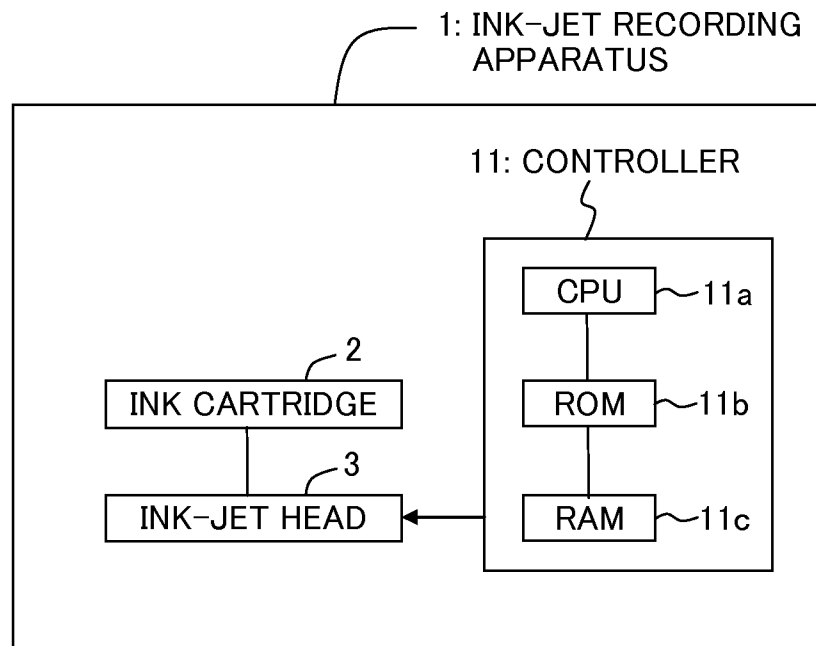 1: INK-JET RECORDING
APPARATUS
11: CONTROLLER
CPU
11a
2
INK CARTRIDGE
ROM
11b
3
INK-JET HEAD
RAM
11c